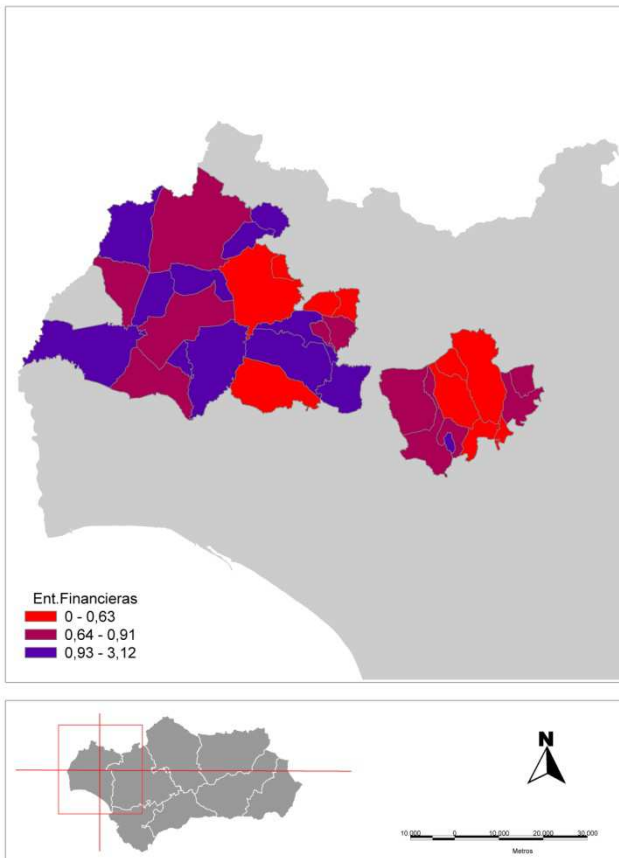 Ent.Financieras
0 - 0,63
0,64 - 0,91
0,93 - 3,12
N
10.000 0 10.000 20.000 30.000
Metros